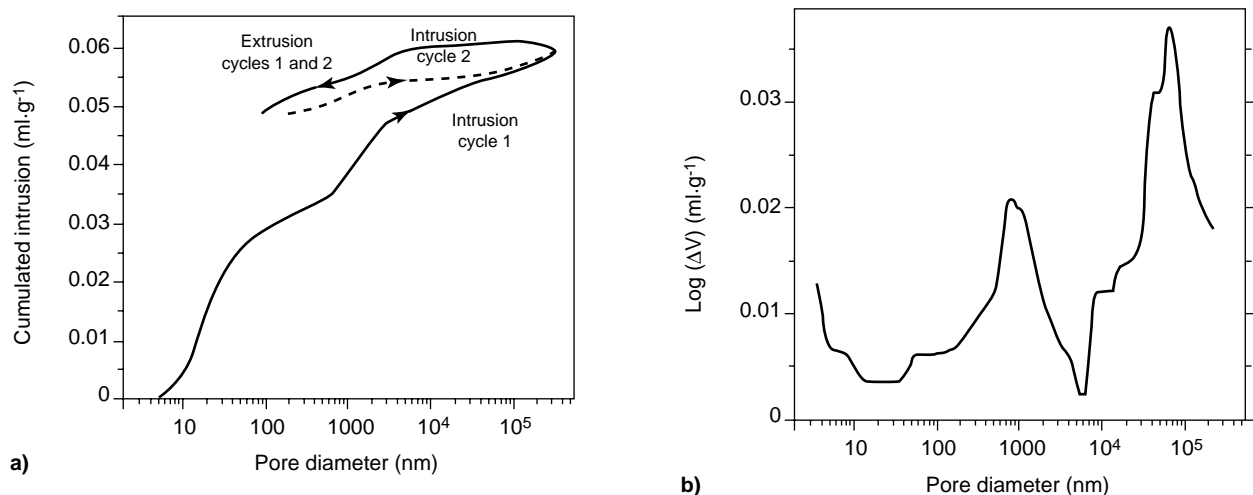 Cumulated intrusion (ml·g⁻¹)
0.06
0.05
0.04
0.03
0.02
0.01
0
Extrusion
cycles 1 and 2
Intrusion
cycle 2
Intrusion
cycle 1
10 100 1000 10⁴ 10⁵
Pore diameter (nm)
a)
Log (ΔV) (ml·g⁻¹)
0.03
0.02
0.01
0
10 100 1000 10⁴ 10⁵
Pore diameter (nm)
b)